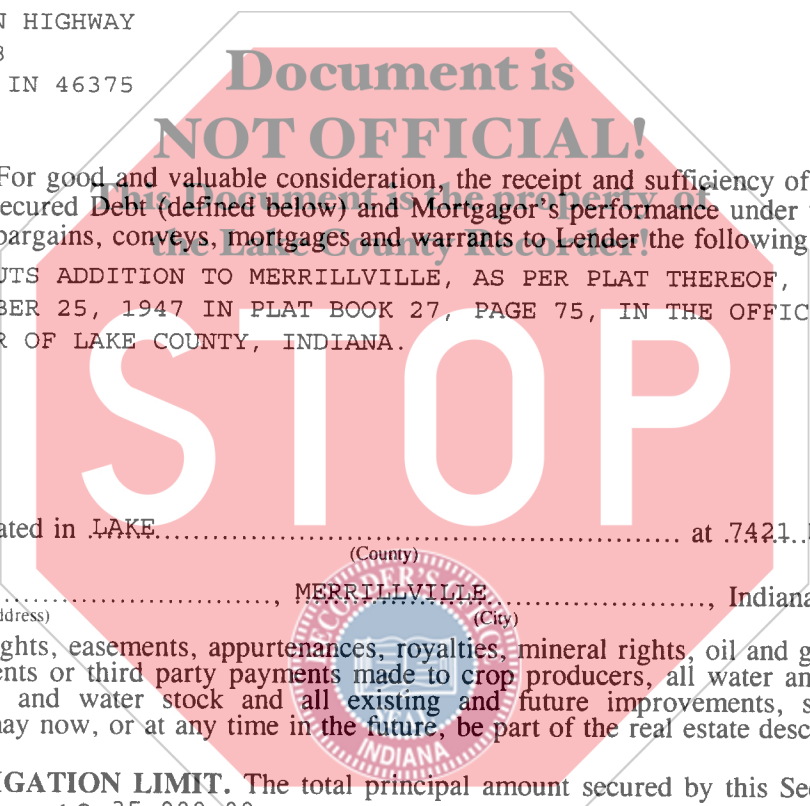 N HIGHWAY
IN 46375
Document is
NOT OFFICIAL!
This Document is the property of
the Lake County Recorder!
For good and valuable consideration, the receipt and sufficiency of
ecured Debt (defined below) and Mortgagor's performance under
bargains, conveys, mortgages and warrants to Lender the following
UTS ADDITION TO MERRILLVILLE, AS PER PLAT THEREOF,
BER 25, 1947 IN PLAT BOOK 27, PAGE 75, IN THE OFFIC
R OF LAKE COUNTY, INDIANA.
STOP
ated in LAKE at 7421
(County)
, MERRILLVILLE , Indiana
ddress) (City)
ghts, easements, appurtenances, royalties, mineral rights, oil and g
ents or third party payments made to crop producers, all water an
and water stock and all existing and future improvements, s
nay now, or at any time in the future, be part of the real estate desc
RECORDER'S OFFICE
SEAL
INDIANA
IGATION LIMIT. The total principal amount secured by this Se